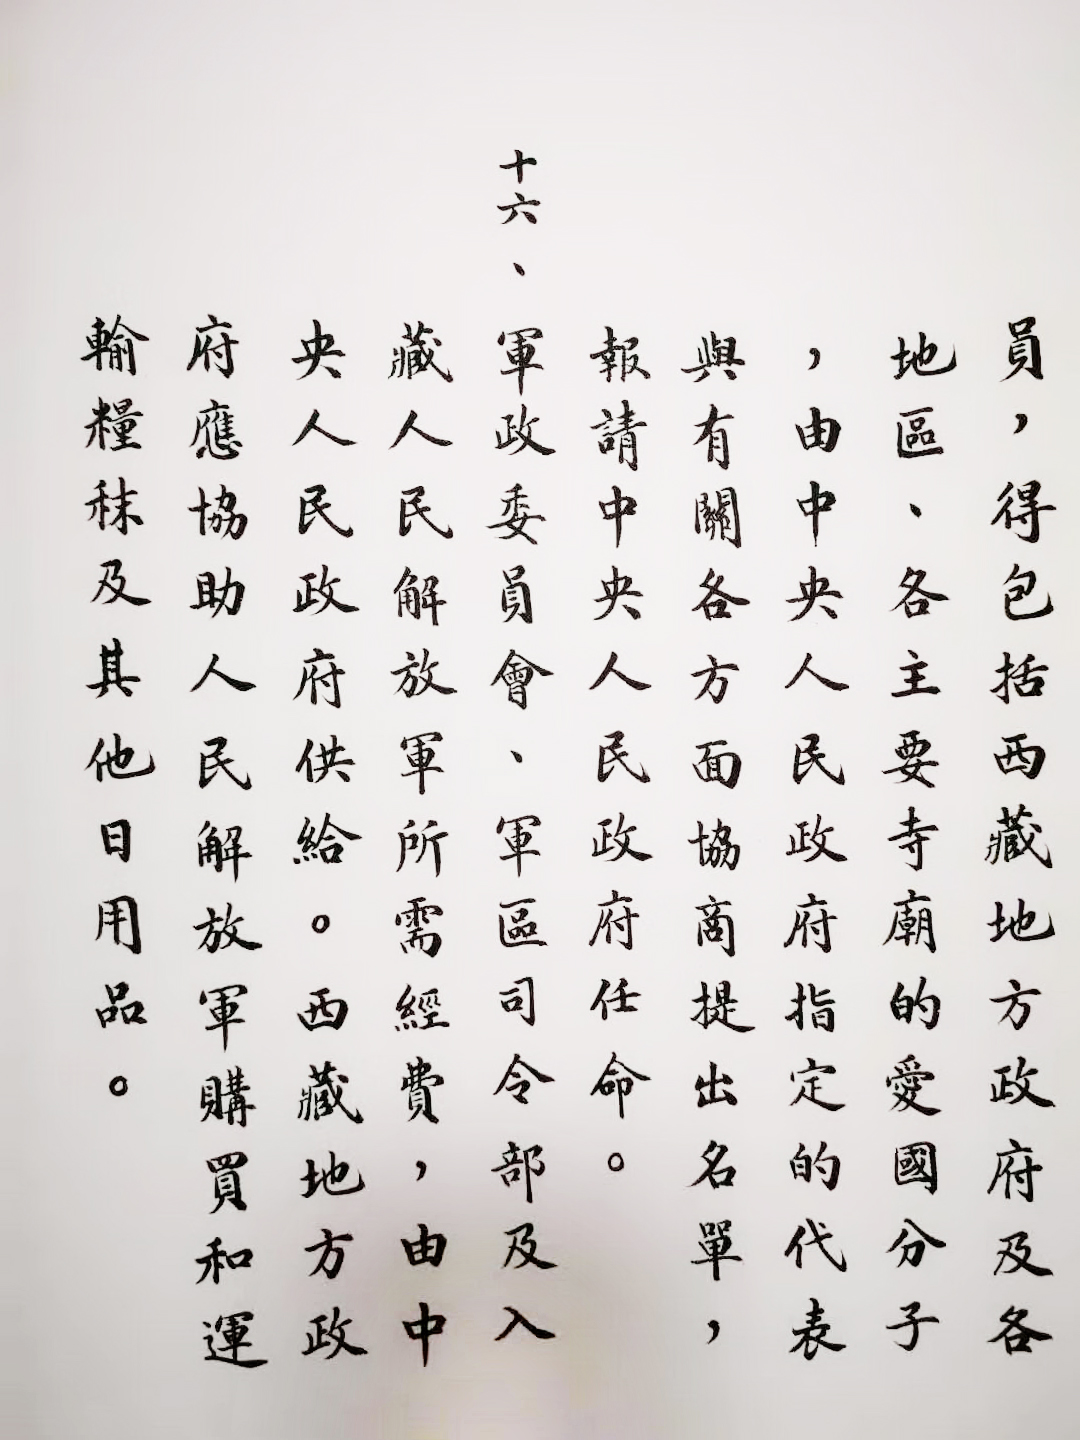 員，得包括西藏地方政府及各
地區、各主要寺廟的愛國分子
，由中央人民政府指定的代表
與有關各方面協商提出名單，
報請中央人民政府任命。
十六、軍政委員會、軍區司令部及入
藏人民解放軍所需經費，由中
央人民政府供給。西藏地方政
府應協助人民解放軍購買和運
輸糧秣及其他日用品。